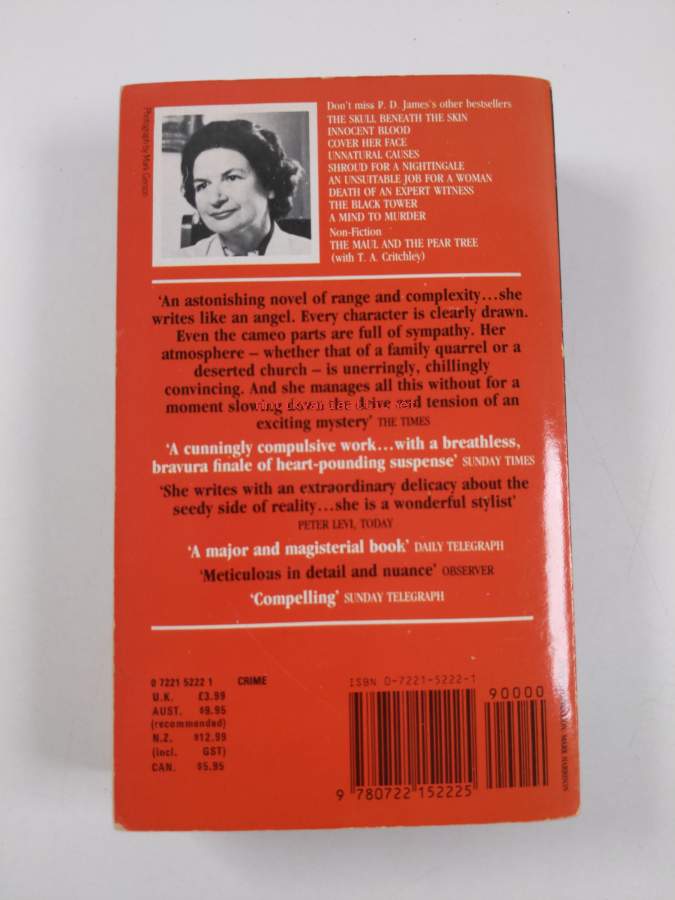 Photograph by Mark Gerson
Don't miss P. D. James's other bestsellers
THE SKULL BENEATH THE SKIN
INNOCENT BLOOD
COVER HER FACE
UNNATURAL CAUSES
SHROUD FOR A NIGHTINGALE
AN UNSUITABLE JOB FOR A WOMAN
DEATH OF AN EXPERT WITNESS
THE BLACK TOWER
A MIND TO MURDER
Non-Fiction
THE MAUL AND THE PEAR TREE
(with T. A. Critchley)
'An astonishing novel of range and complexity...she
writes like an angel. Every character is clearly drawn.
Even the cameo parts are full of sympathy. Her
atmosphere – whether that of a family quarrel or a
deserted church – is unerringly, chillingly
convincing. And she manages all this without for a
moment slowing down the drive and tension of an
exciting mystery' THE TIMES
'A cunningly compulsive work...with a breathless,
bravura finale of heart-pounding suspense' SUNDAY TIMES
'She writes with an extraordinary delicacy about the
seedy side of reality...she is a wonderful stylist'
PETER LEVI, TODAY
'A major and magisterial book' DAILY TELEGRAPH
'Meticulous in detail and nuance' OBSERVER
'Compelling' SUNDAY TELEGRAPH
0 7221 5222 1 CRIME
U.K. £3.99
AUST. $9.95
(recommended)
N.Z. $12.99
(incl. GST)
CAN. $5.95
ISBN 0-7221-5222-1
90000
9 780722 152225